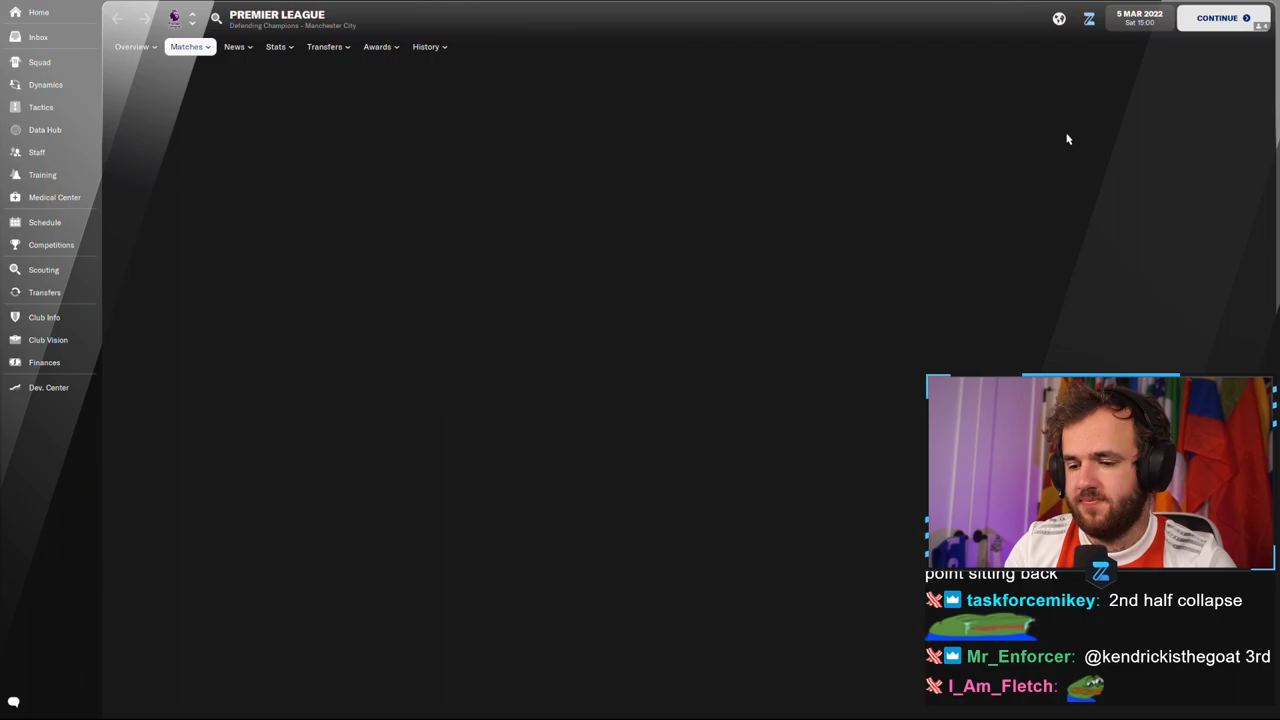 Home
PREMIER LEAGUE
Defending Champions - Manchester City
5 MAR 2022
Sat 15:00
CONTINUE
4
Inbox
Overview
Matches
News
Stats
Transfers
Awards
History
Squad
Dynamics
Tactics
Data Hub
Staff
Training
Medical Center
Schedule
Competitions
Scouting
Transfers
Club Info
Club Vision
Finances
Dev. Center
point sitting back
taskforcemikey: 2nd half collapse
Mr_Enforcer: @kendrickisthegoat 3rd
I_Am_Fletch: